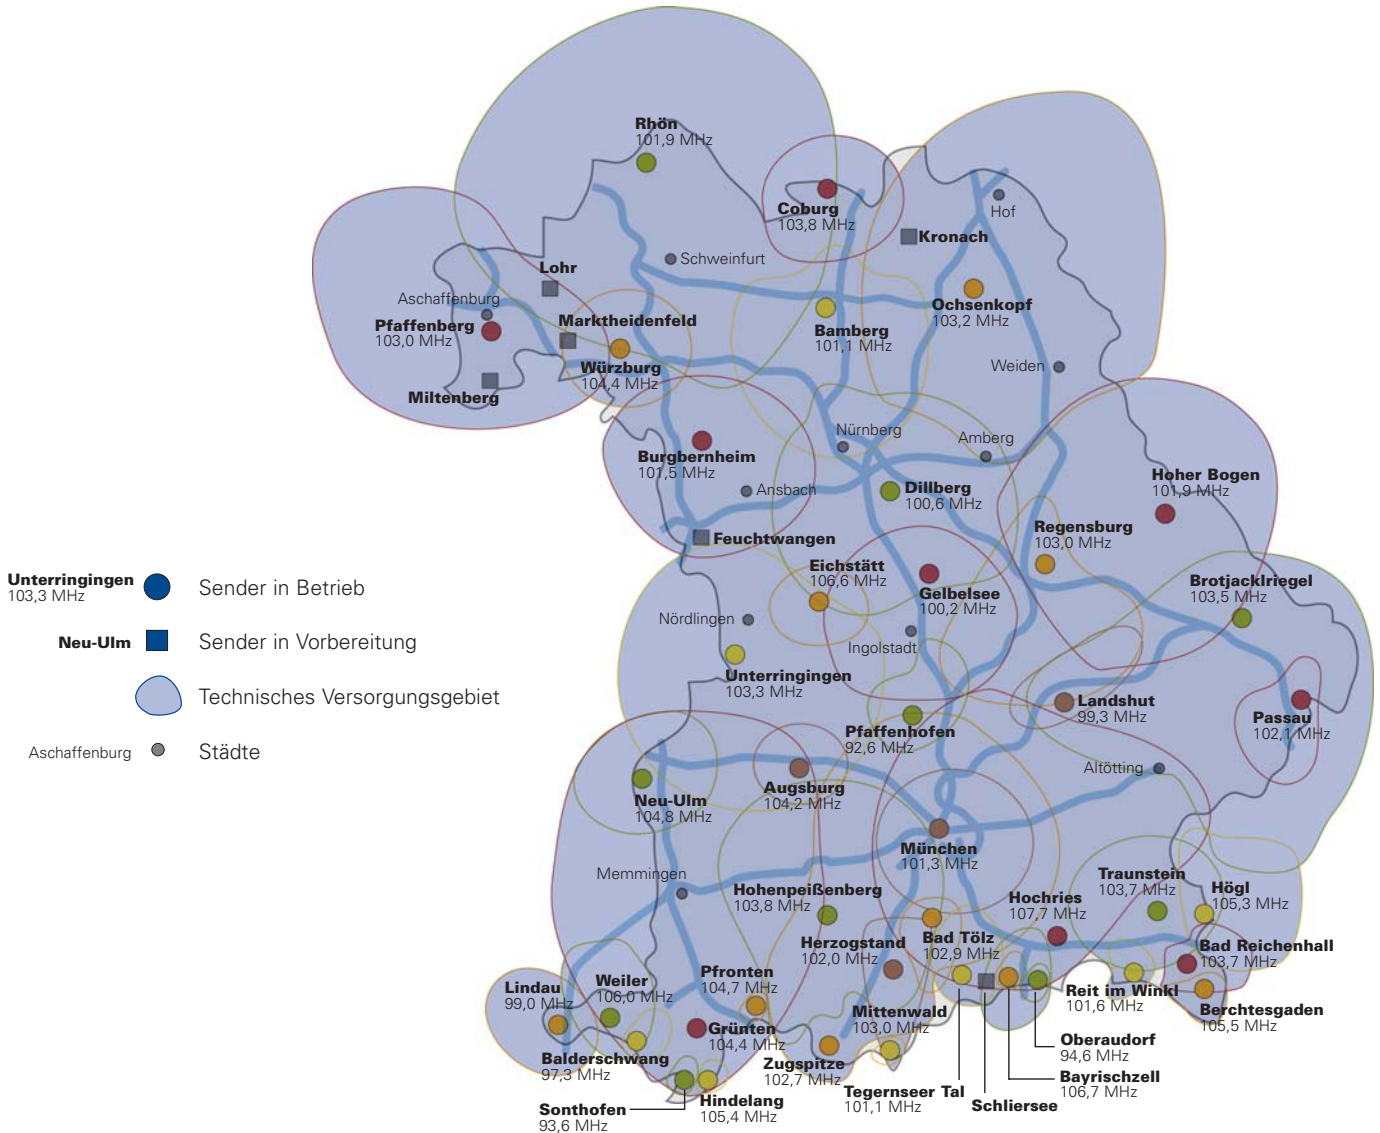 Rhön
101,9 MHz
Coburg
103,8 MHz
Hof
Kronach
Schweinfurt
Lohr
Aschaffenburg
Pfaffenberg
103,0 MHz
Marktheidenfeld
Ochsenkopf
103,2 MHz
Bamberg
101,1 MHz
Würzburg
104,4 MHz
Weiden
Miltenberg
Nürnberg
Amberg
Burgbernheim
101,5 MHz
Hoher Bogen
101,9 MHz
Ansbach
Dillberg
100,6 MHz
Regensburg
103,0 MHz
Feuchtwangen
Eichstätt
106,6 MHz
Gelbelsee
100,2 MHz
Brotjacklriegel
103,5 MHz
Unterringingen
103,3 MHz
Sender in Betrieb
Neu-Ulm
Sender in Vorbereitung
Technisches Versorgungsgebiet
Aschaffenburg
Städte
Nördlingen
Ingolstadt
Unterringingen
103,3 MHz
Landshut
99,3 MHz
Passau
102,1 MHz
Pfaffenhofen
92,6 MHz
Altötting
Neu-Ulm
104,8 MHz
Augsburg
104,2 MHz
München
101,3 MHz
Memmingen
Hohenpeißenberg
103,8 MHz
Traunstein
103,7 MHz
Högl
105,3 MHz
Hochries
107,7 MHz
Herzogstand
102,0 MHz
Bad Tölz
102,9 MHz
Bad Reichenhall
103,7 MHz
Lindau
99,0 MHz
Weiler
106,0 MHz
Pfronten
104,7 MHz
Reit im Winkl
101,6 MHz
Berchtesgaden
105,5 MHz
Mittenwald
103,0 MHz
Grünten
104,4 MHz
Oberaudorf
94,6 MHz
Balderschwang
97,3 MHz
Zugspitze
102,7 MHz
Bayrischzell
106,7 MHz
Tegernseer Tal
101,1 MHz
Schliersee
Hindelang
105,4 MHz
Sonthofen
93,6 MHz